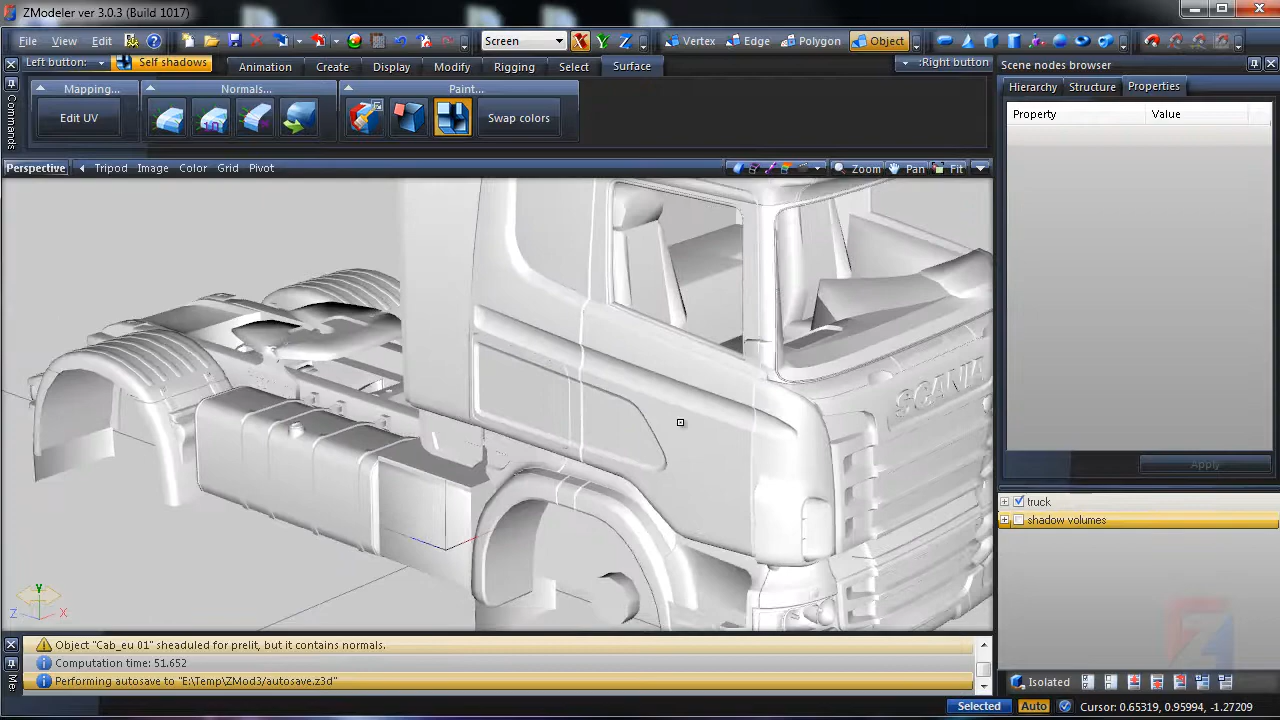 ZModeler ver 3.0.3 (Build 1017)
File View Edit Screen Vertex Edge Polygon Object
Left button: Self shadows Animation Create Display Modify Rigging Select Surface :Right button
Commands
Mapping... Normals... Paint...
Edit UV Swap colors
Perspective Tripod Image Color Grid Pivot Zoom Pan Fit
SCANIA
Y
Z X
Object "Cab_eu 01" sheaduled for prelit, but it contains normals.
Computation time: 51.652
Performing autosave to "E:\Temp\ZMod3/autosave.z3d"
Me
Scene nodes browser
Hierarchy Structure Properties
Property Value
Apply
truck
shadow volumes
Isolated
Selected Auto Cursor: 0.65319, 0.95994, -1.27209